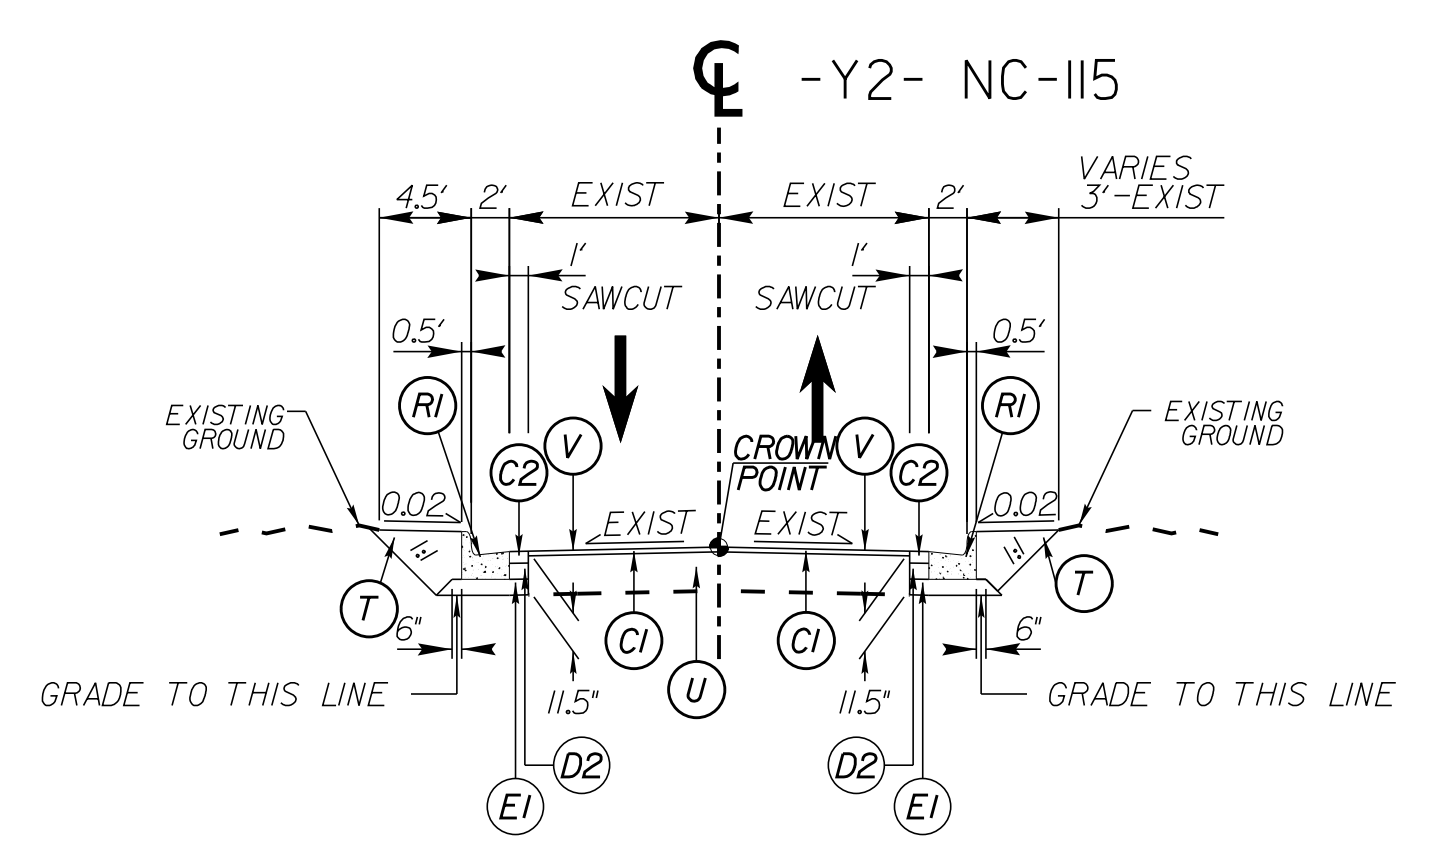 CL -Y2- NC-115
VARIES
4.5' 2' EXIST EXIST 2' 3'-EXIST
1' 1'
SAWCUT SAWCUT
0.5' 0.5'
R1 R1
EXISTING EXISTING
GROUND GROUND
V CROWN V
C2 POINT C2
0.02 0.02
EXIST EXIST
1:1 1:1
T T
6" 6"
C1 C1
U
GRADE TO THIS LINE 11.5" 11.5" GRADE TO THIS LINE
D2 D2
E1 E1